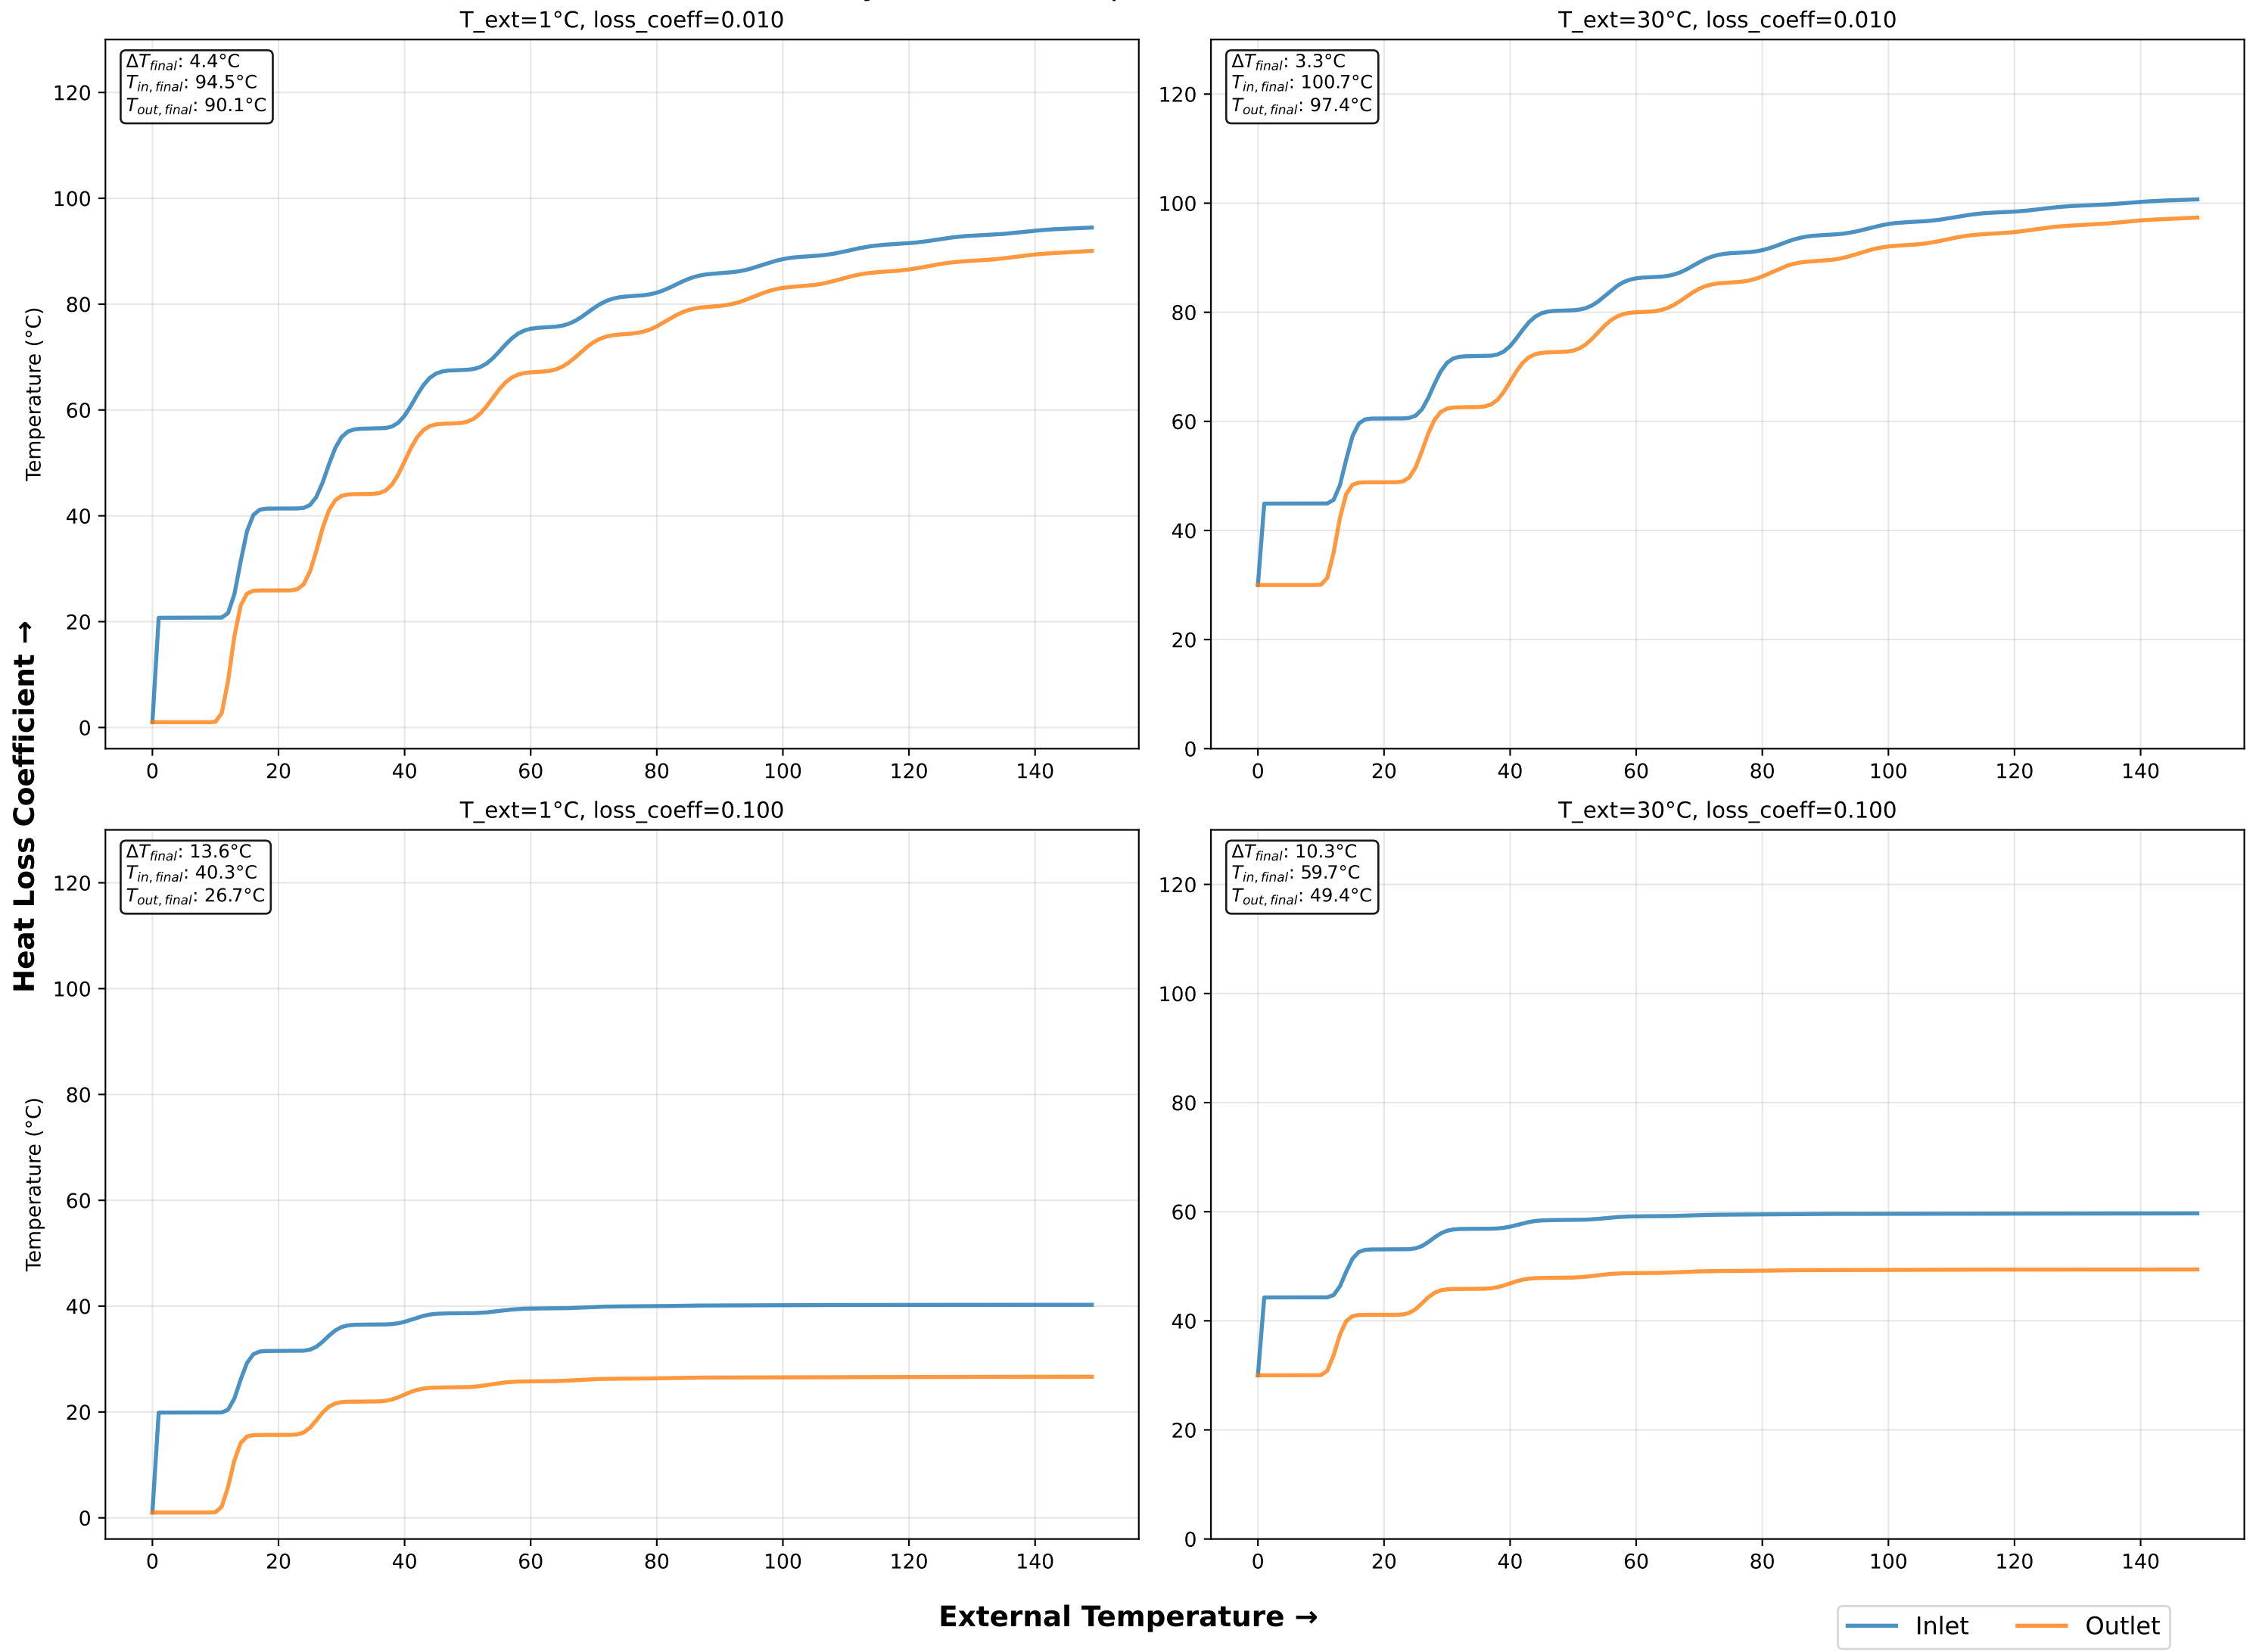 T_ext=1°C, loss_coeff=0.010
ΔT_final: 4.4°C
T_in,final: 94.5°C
T_out,final: 90.1°C
120
100
80
60
40
20
0
Temperature (°C)
0 20 40 60 80 100 120 140
T_ext=30°C, loss_coeff=0.010
ΔT_final: 3.3°C
T_in,final: 100.7°C
T_out,final: 97.4°C
120
100
80
60
40
20
0
0 20 40 60 80 100 120 140
Heat Loss Coefficient →
T_ext=1°C, loss_coeff=0.100
ΔT_final: 13.6°C
T_in,final: 40.3°C
T_out,final: 26.7°C
120
100
80
60
40
20
0
Temperature (°C)
0 20 40 60 80 100 120 140
T_ext=30°C, loss_coeff=0.100
ΔT_final: 10.3°C
T_in,final: 59.7°C
T_out,final: 49.4°C
120
100
80
60
40
20
0
0 20 40 60 80 100 120 140
External Temperature →
Inlet Outlet